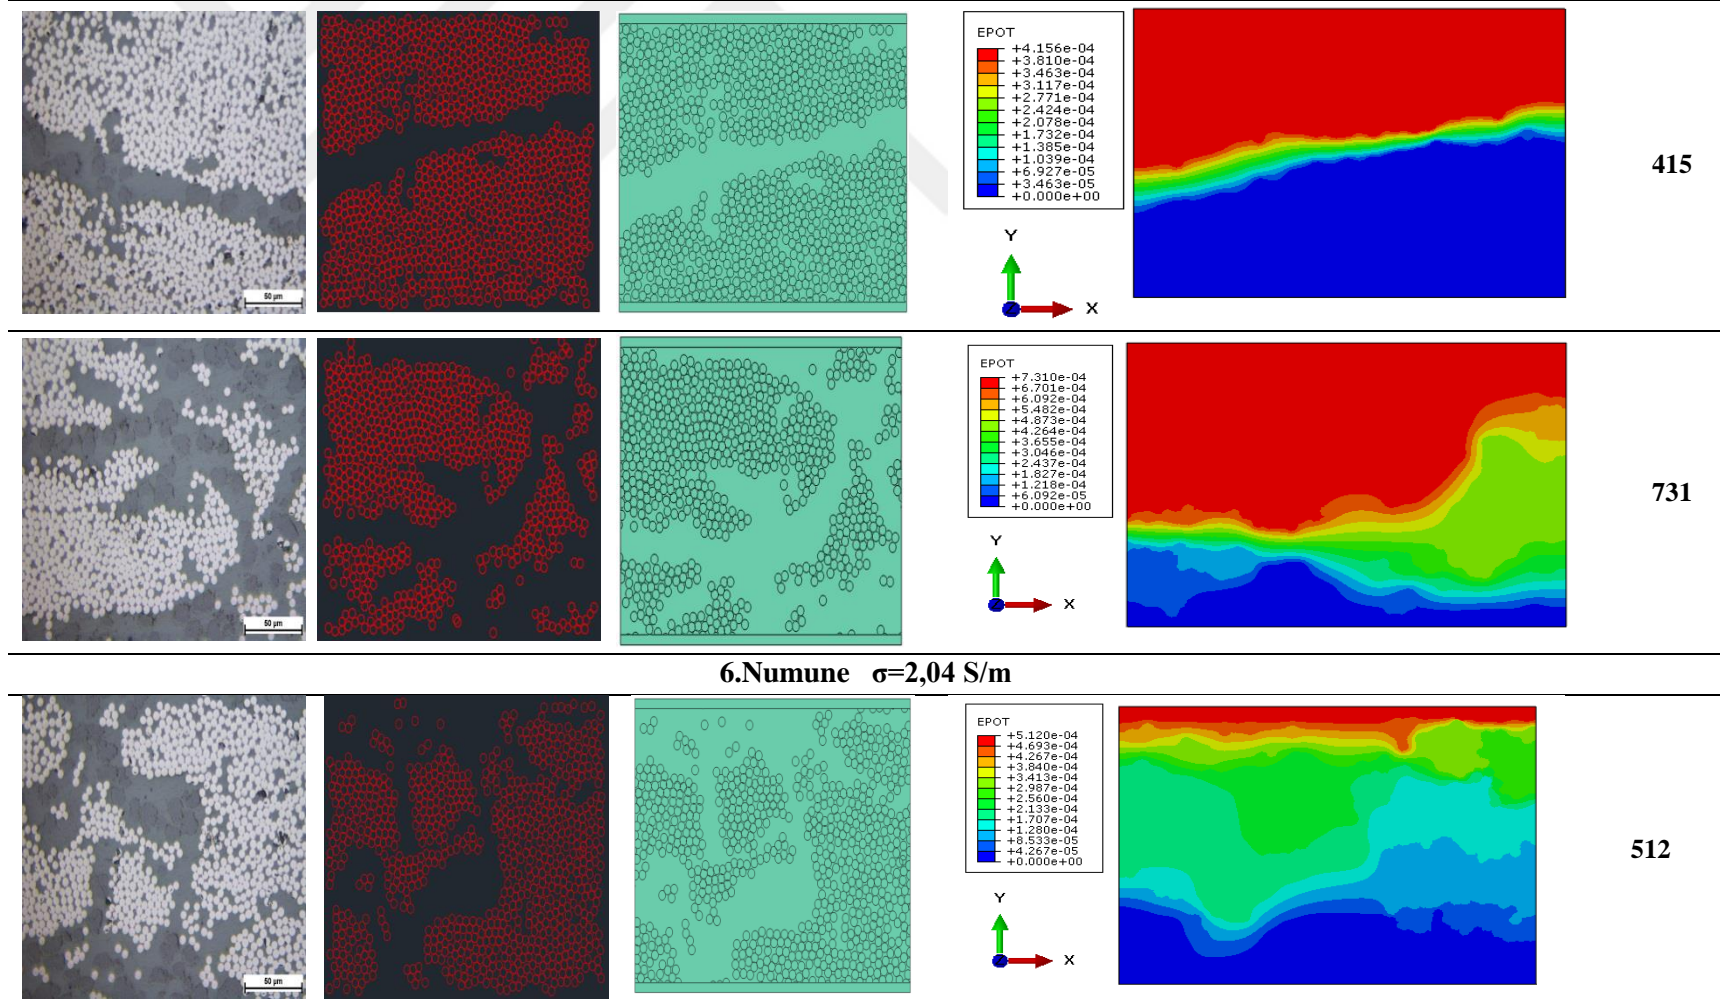 50 µm
EPOT
+4.156e-04
+3.810e-04
+3.463e-04
+3.117e-04
+2.771e-04
+2.424e-04
+2.078e-04
+1.732e-04
+1.385e-04
+1.039e-04
+6.927e-05
+3.463e-05
+0.000e+00
Y
Z
X
415
50 µm
EPOT
+7.310e-04
+6.701e-04
+6.092e-04
+5.482e-04
+4.873e-04
+4.264e-04
+3.655e-04
+3.046e-04
+2.437e-04
+1.827e-04
+1.218e-04
+6.092e-05
+0.000e+00
Y
Z
X
731
6.Numune σ=2,04 S/m
50 µm
EPOT
+5.120e-04
+4.693e-04
+4.267e-04
+3.840e-04
+3.413e-04
+2.987e-04
+2.560e-04
+2.133e-04
+1.707e-04
+1.280e-04
+8.533e-05
+4.267e-05
+0.000e+00
Y
Z
X
512